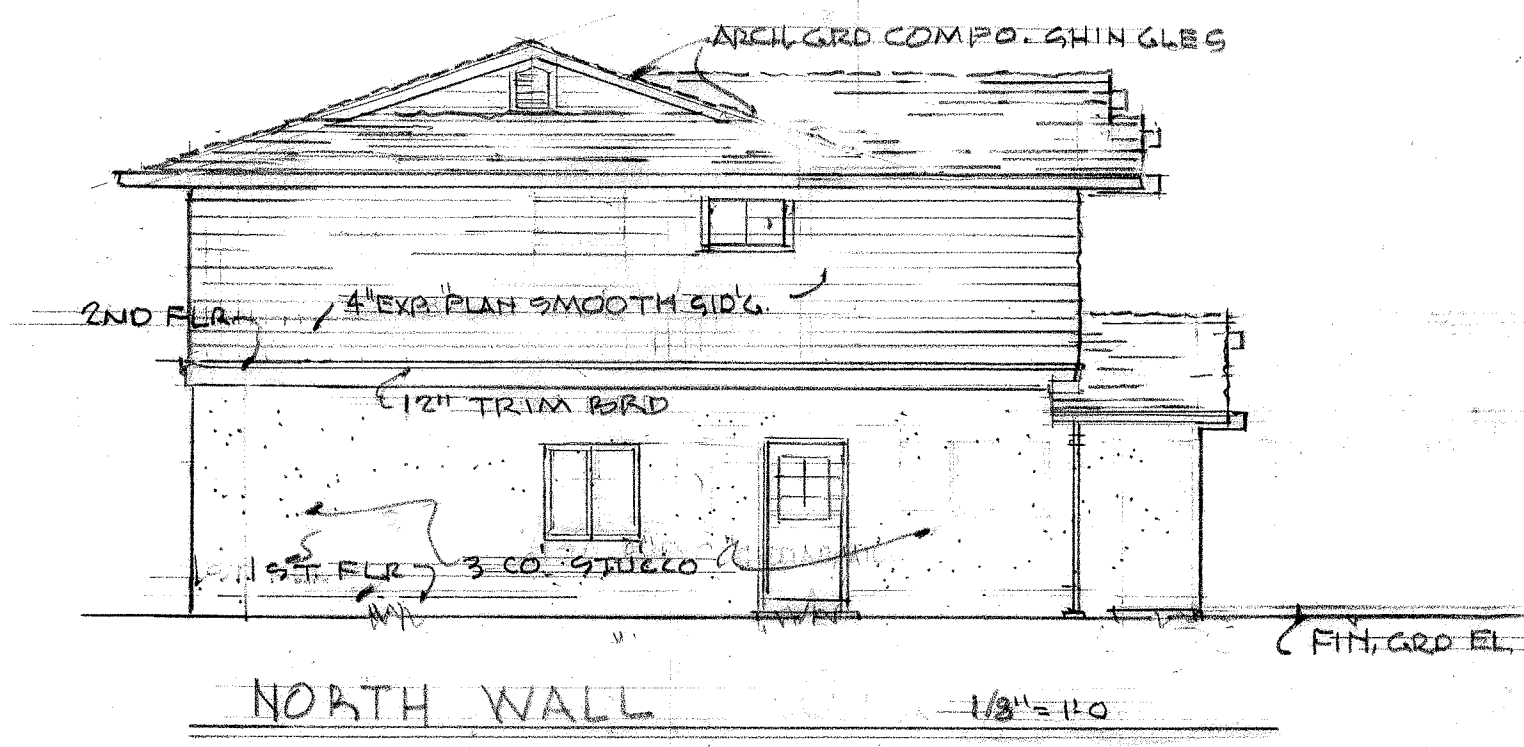 ARCH. GRD COMPO. SHINGLES
4" EXP. "PLAN SMOOTH SID'G.
2ND FLR
12" TRIM BRD
1ST FLR
3 CO. STUCCO
FIN. GRD EL.
NORTH WALL
1/8" = 1'0